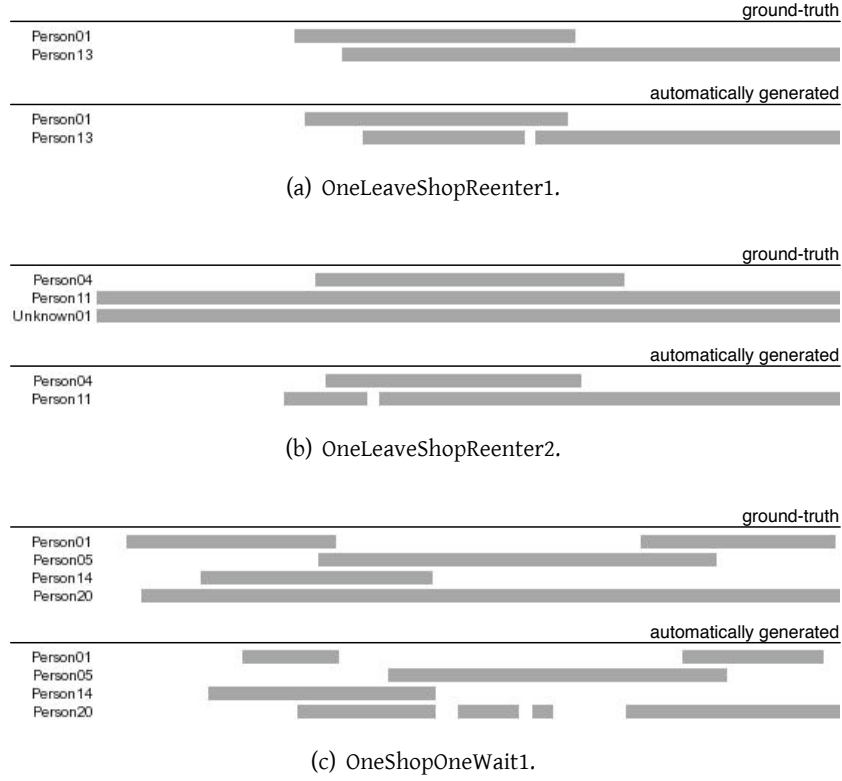 ground-truth
Person01
Person13
automatically generated
Person01
Person13
(a) OneLeaveShopReenter1.
ground-truth
Person04
Person11
Unknown01
automatically generated
Person04
Person11
(b) OneLeaveShopReenter2.
ground-truth
Person01
Person05
Person14
Person20
automatically generated
Person01
Person05
Person14
Person20
(c) OneShopOneWait1.